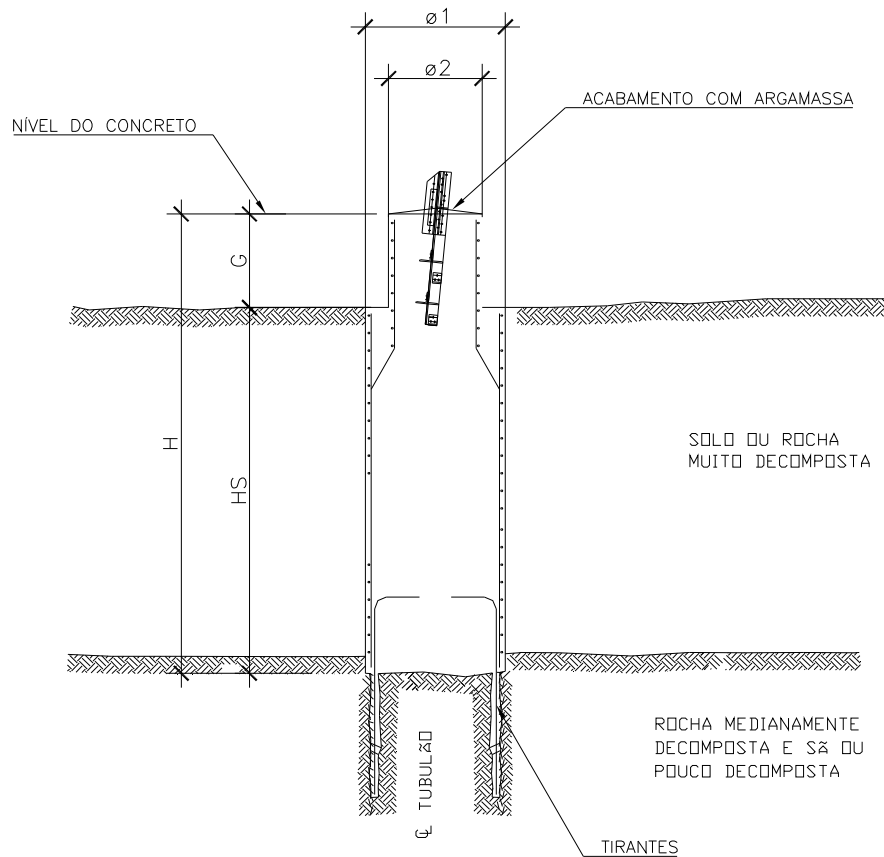 ø1
ø2
ACABAMENTO COM ARGAMASSA
NÍVEL DO CONCRETO
G
H
HS
SOLO OU ROCHA
MUITO DECOMPOSTA
ROCHA MEDIANAMENTE
DECOMPOSTA E Sã OU
POUCO DECOMPOSTA
℄ TUBULÃO
TIRANTES